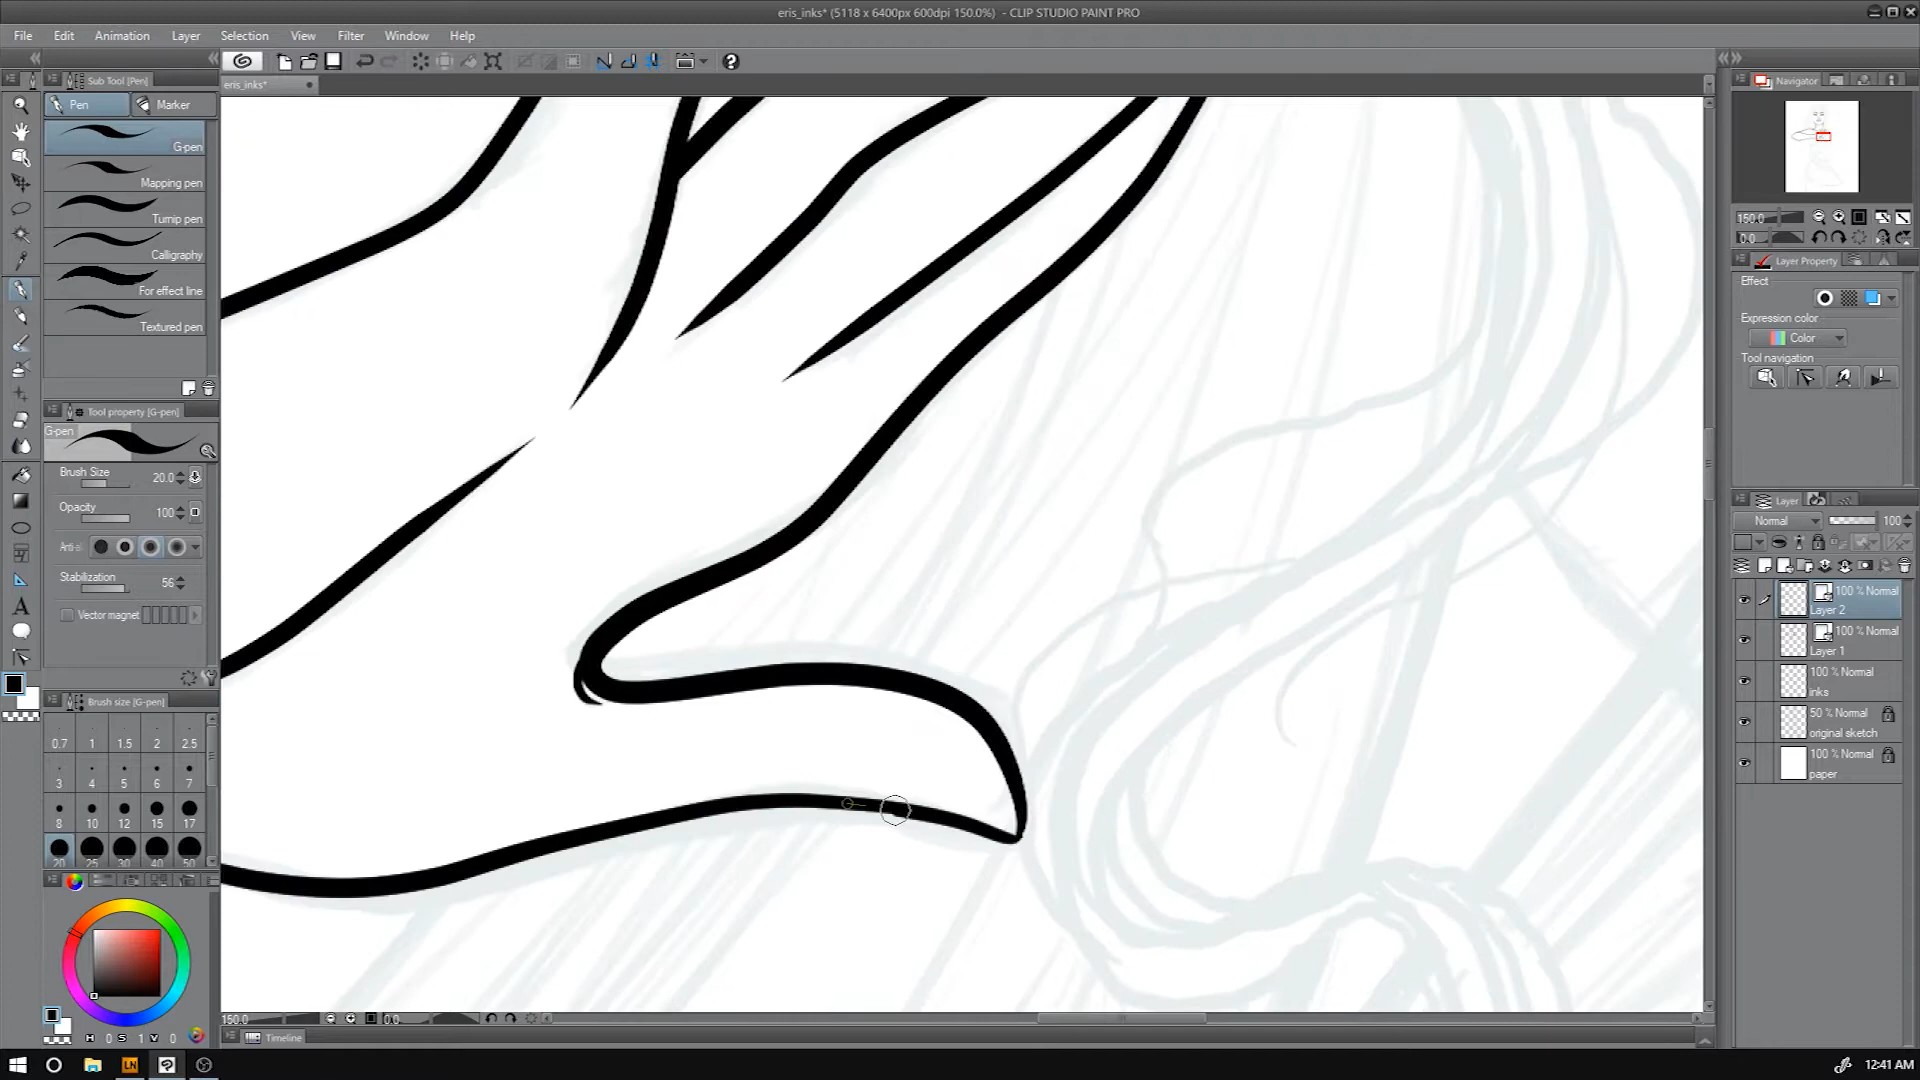 eris_inks* (5118 x 6400px 600dpi 150.0%) - CLIP STUDIO PAINT PRO
File Edit Animation Layer Selection View Filter Window Help
Sub Tool [Pen]
eris_inks*
Navigator
Pen Marker
G-pen
Mapping pen
Turnip pen
Calligraphy
For effect line
Textured pen
150.0
0.0
Layer Property
Effect
Expression color
Color
Tool navigation
Tool property [G-pen]
G-pen
Brush Size 20.0
Opacity 100
Stabilization 56
Vector magnet
Layer
Normal 100
100 % Normal
Layer 2
100 % Normal
Layer 1
100 % Normal
inks
50 % Normal
original sketch
100 % Normal
paper
Brush size [G-pen]
0.7 1 1.5 2 2.5
3 4 5 6 7
8 10 12 15 17
20 25 30 40 50
H 0 S 1 V 0
150.0 0.0
Timeline
LN
12:41 AM